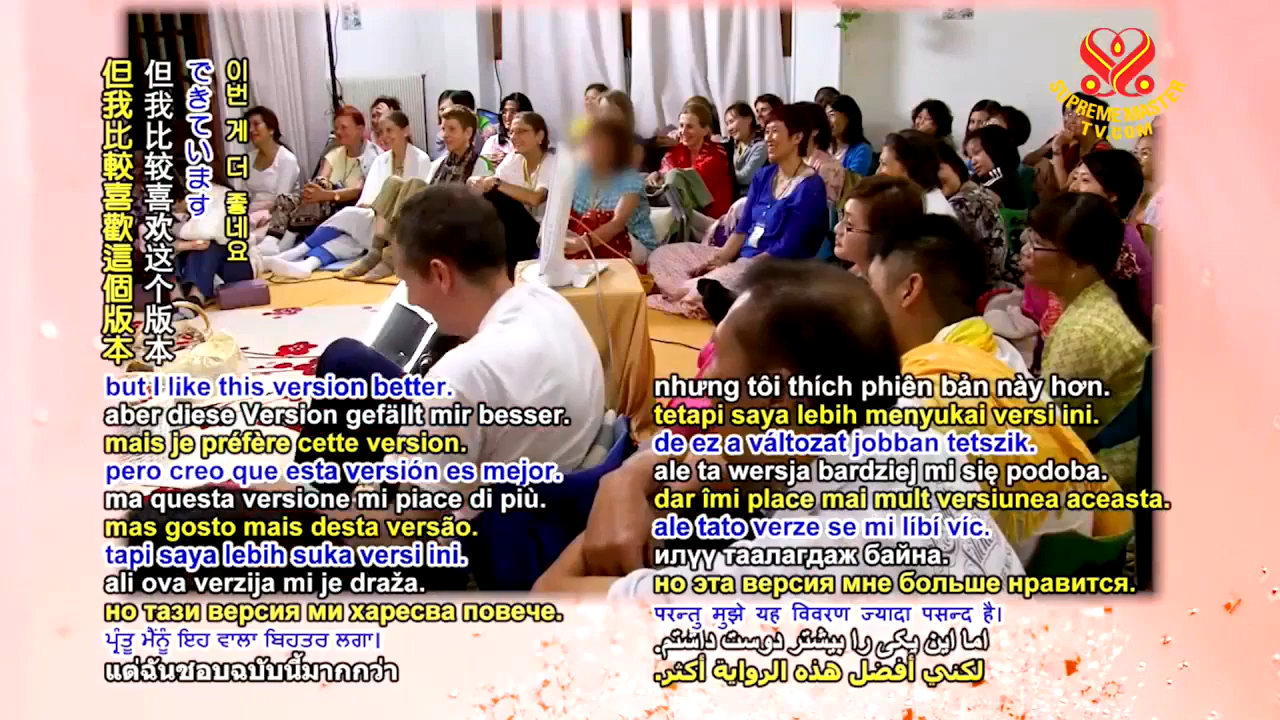 이번 게 더 좋네요
できています
但我比较喜欢这个版本
但我比較喜歡這個版本
SUPREMEMASTER
TV.COM
but I like this version better.
aber diese Version gefällt mir besser.
mais je préfère cette version.
pero creo que esta versión es mejor.
ma questa versione mi piace di più.
mas gosto mais desta versão.
tapi saya lebih suka versi ini.
ali ova verzija mi je draža.
но тази версия ми харесва повече.
ਪ੍ਰੰਤੂ ਮੈਂਨੂੰ ਇਹ ਵਾਲਾ ਬਿਹਤਰ ਲਗਾ।
แต่ฉันชอบฉบับนี้มากกว่า
nhưng tôi thích phiên bản này hơn.
tetapi saya lebih menyukai versi ini.
de ez a változat jobban tetszik.
ale ta wersja bardziej mi się podoba.
dar îmi place mai mult versiunea aceasta.
ale tato verze se mi líbí víc.
илүү таалагдаж байна.
но эта версия мне больше нравится.
परन्तु मुझे यह विवरण ज्यादा पसन्द है।
اما این یکی را بیشتر دوست داشتم.
لكني أفضل هذه الرواية أكثر.